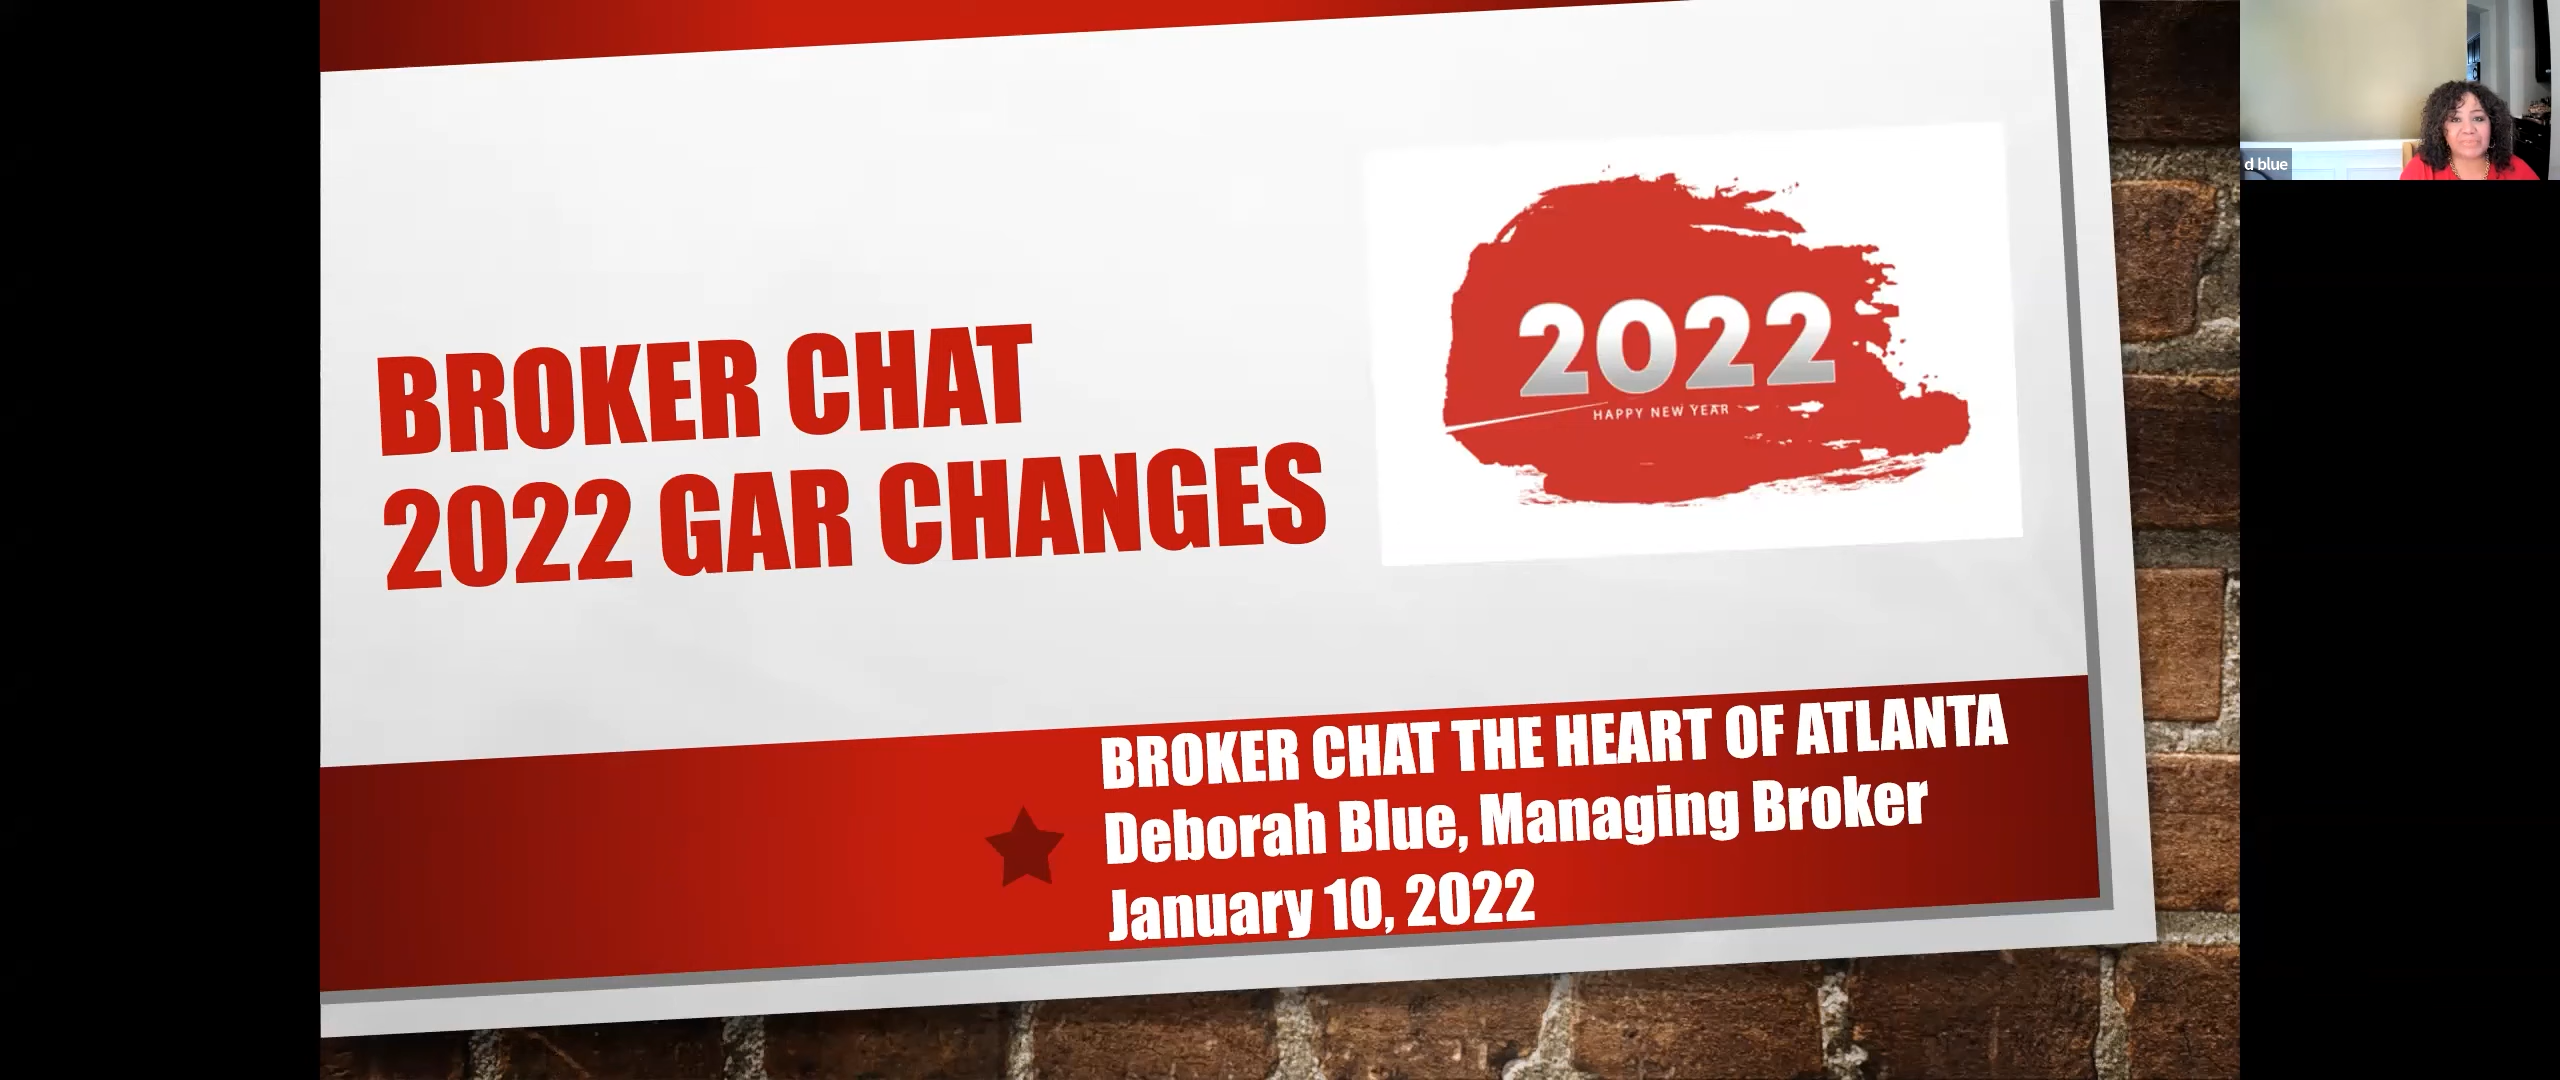 BROKER CHAT
2022 GAR CHANGES
2022
HAPPY NEW YEAR
BROKER CHAT THE HEART OF ATLANTA
Deborah Blue, Managing Broker
January 10, 2022
d blue